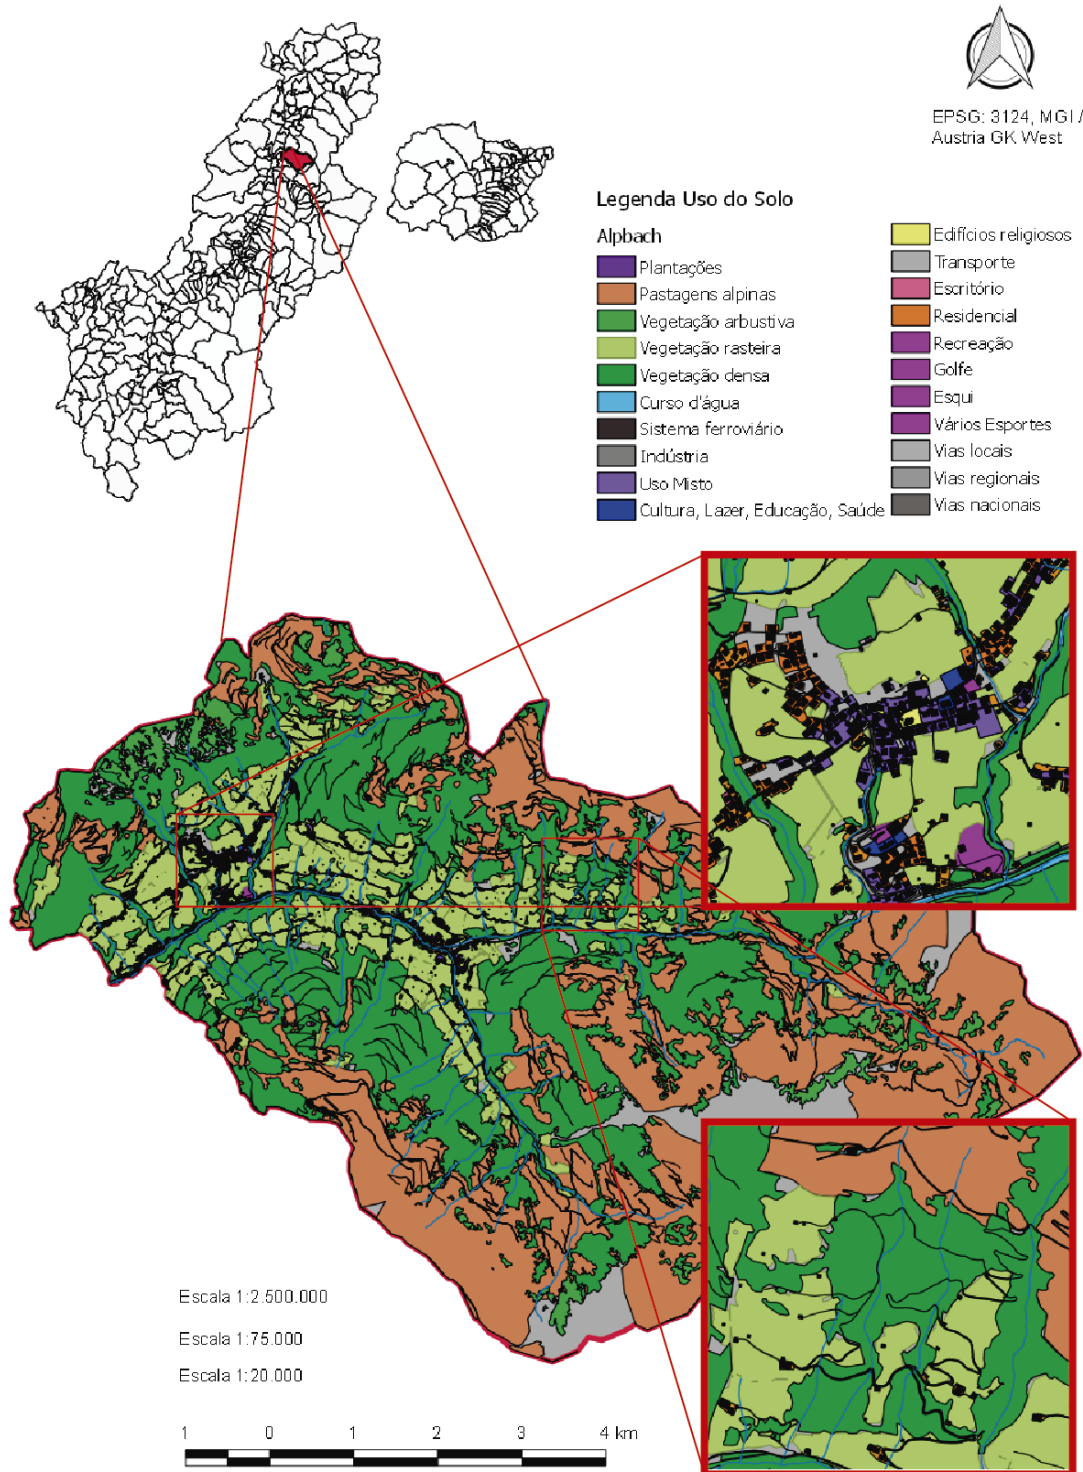 EPSG: 3124, MGI /
Austria GK West
Legenda Uso do Solo
Alpbach
Plantações
Pastagens alpinas
Vegetação arbustiva
Vegetação rasteira
Vegetação densa
Curso d'água
Sistema ferroviário
Indústria
Uso Misto
Cultura, Lazer, Educação, Saúde
Edifícios religiosos
Transporte
Escritório
Residencial
Recreação
Golfe
Esqui
Vários Esportes
Vias locais
Vias regionais
Vias nacionais
Escala 1:2.500.000
Escala 1:75.000
Escala 1:20.000
1 0 1 2 3 4 km